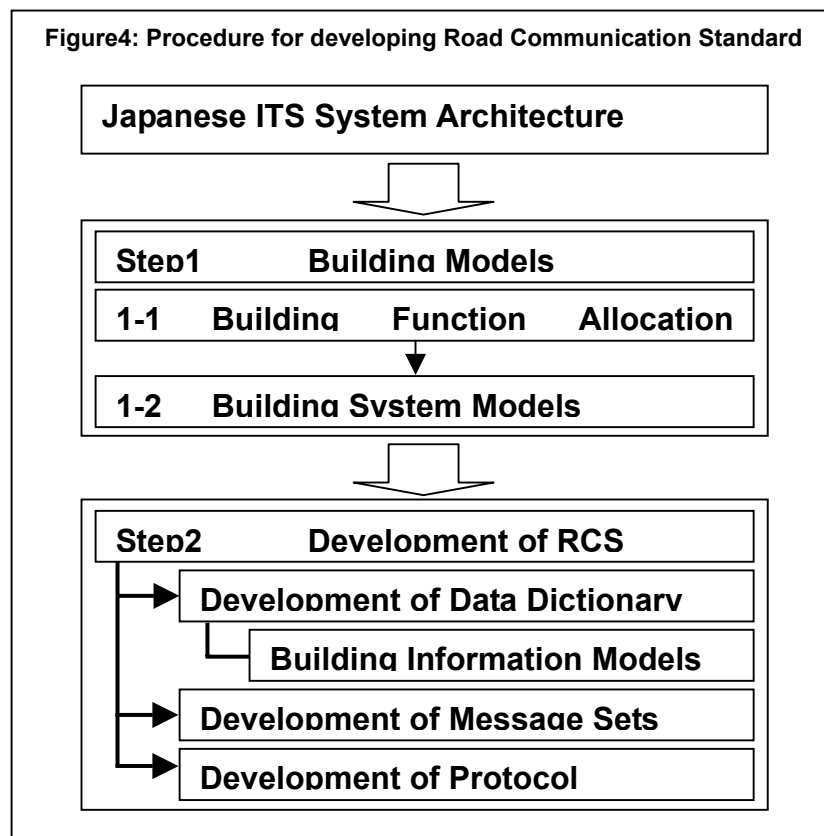 Figure4: Procedure for developing Road Communication Standard
Japanese ITS System Architecture
Step1 Building Models
1-1 Building Function Allocation
1-2 Building System Models
Step2 Development of RCS
Development of Data Dictionary
Building Information Models
Development of Message Sets
Development of Protocol